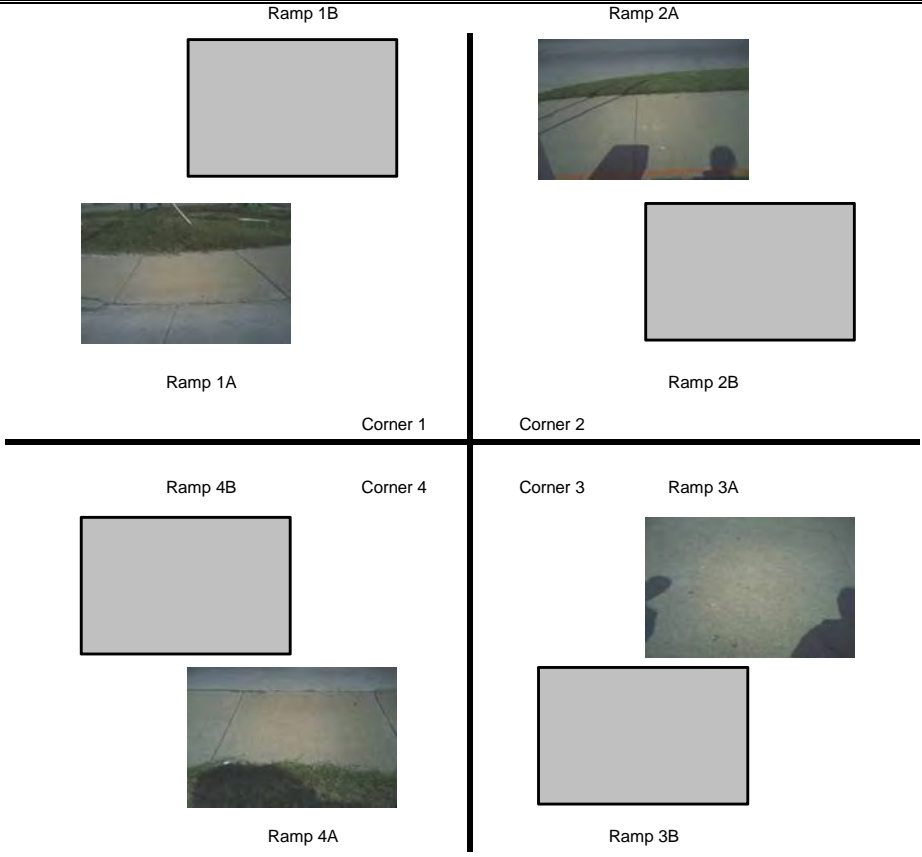 Ramp 1B Ramp 2A
Ramp 1A Ramp 2B
Corner 1 Corner 2
Ramp 4B Corner 4 Corner 3 Ramp 3A
Ramp 4A Ramp 3B